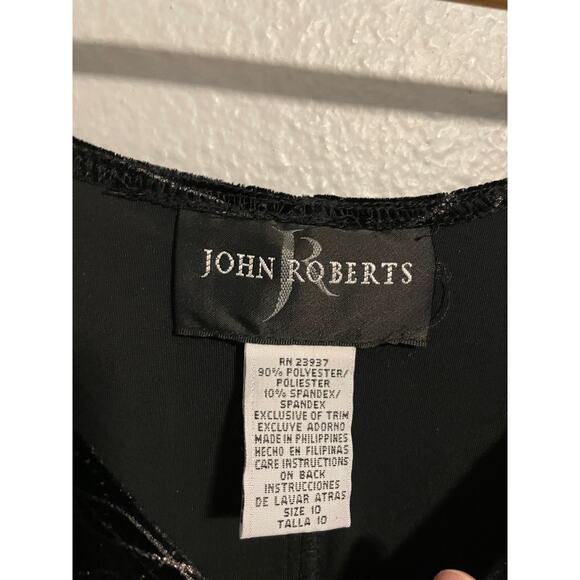 JOHN ROBERTS
JR
RN 23937
90% POLYESTER/
POLIESTER
10% SPANDEX/
SPANDEX
EXCLUSIVE OF TRIM
EXCLUYE ADORNO
MADE IN PHILIPPINES
HECHO EN FILIPINAS
CARE INSTRUCTIONS
ON BACK
INSTRUCCIONES
DE LAVAR ATRAS
SIZE 10
TALLA 10